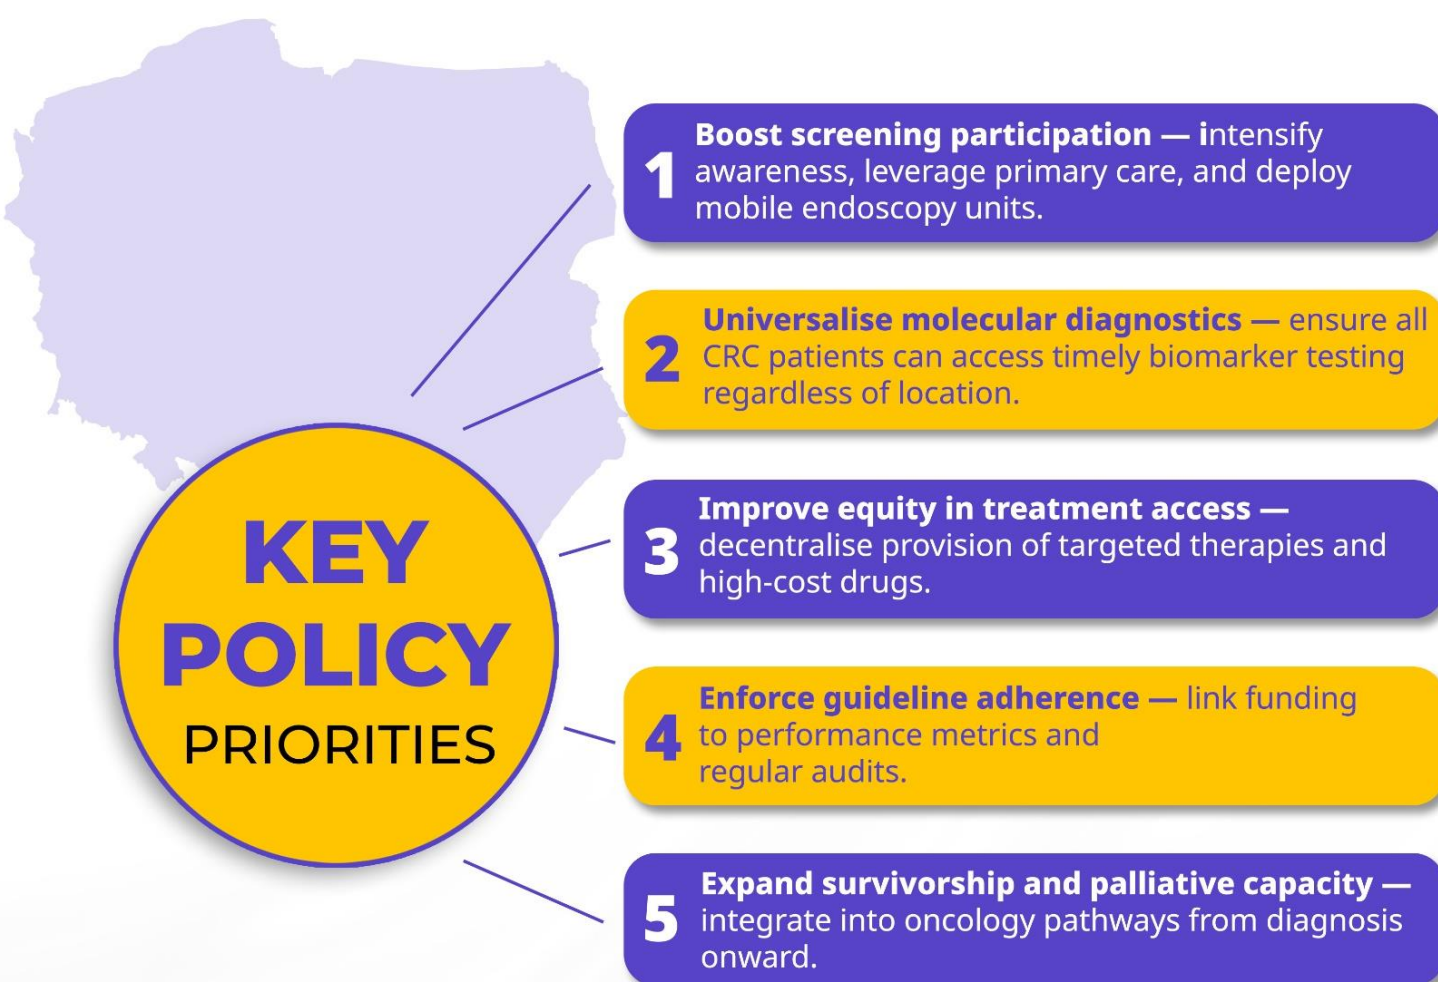 KEY
POLICY
PRIORITIES
1
Boost screening participation — intensify
awareness, leverage primary care, and deploy
mobile endoscopy units.
2
Universalise molecular diagnostics — ensure all
CRC patients can access timely biomarker testing
regardless of location.
3
Improve equity in treatment access —
decentralise provision of targeted therapies and
high-cost drugs.
4
Enforce guideline adherence — link funding
to performance metrics and
regular audits.
5
Expand survivorship and palliative capacity —
integrate into oncology pathways from diagnosis
onward.